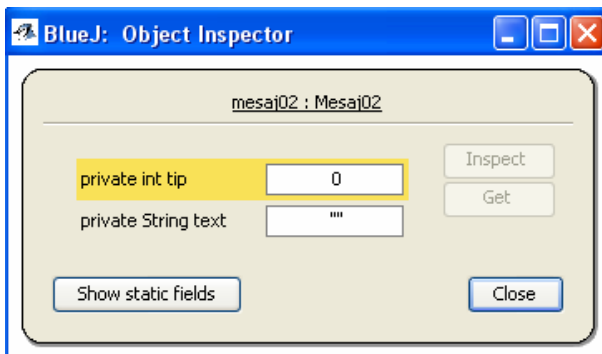 BlueJ: Object Inspector
mesaj02 : Mesaj02
Inspect
private int tip 0
Get
private String text ""
Show static fields Close